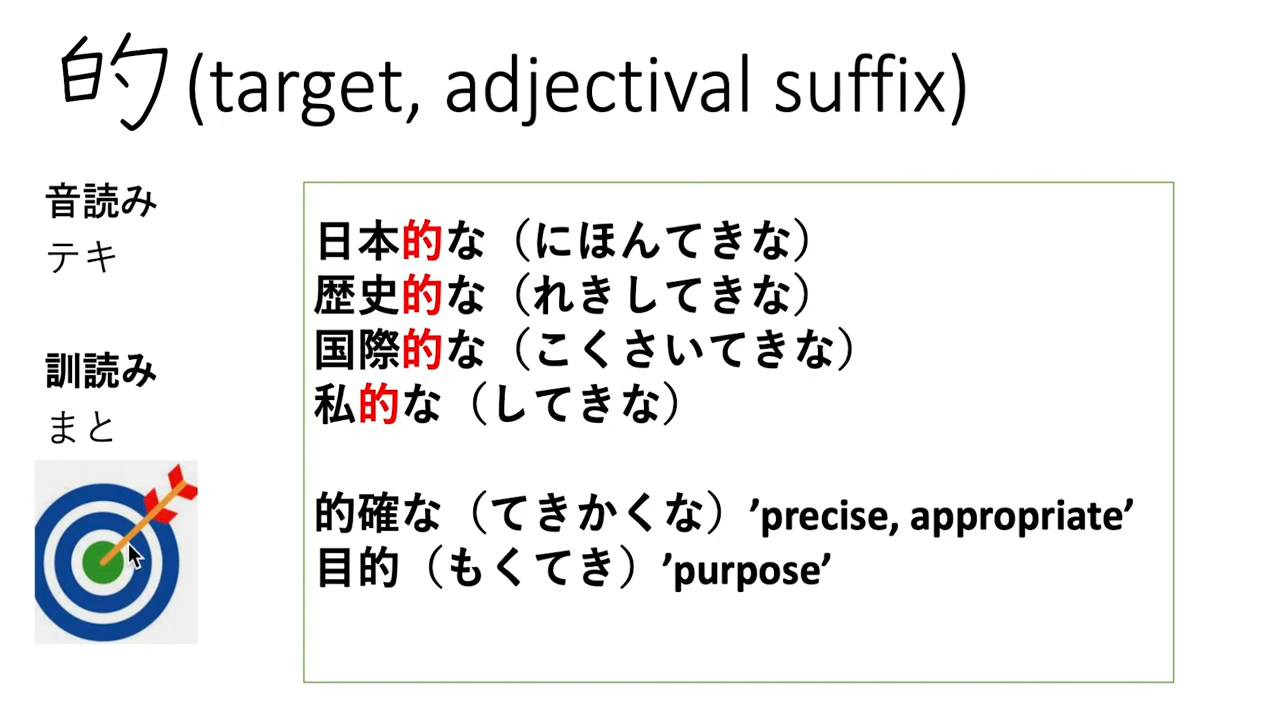 的 (target, adjectival suffix)
音読み
テキ
訓読み
まと
日本的な（にほんてきな）
歴史的な（れきしてきな）
国際的な（こくさいてきな）
私的な（してきな）
的確な（てきかくな）’precise, appropriate’
目的（もくてき）’purpose’